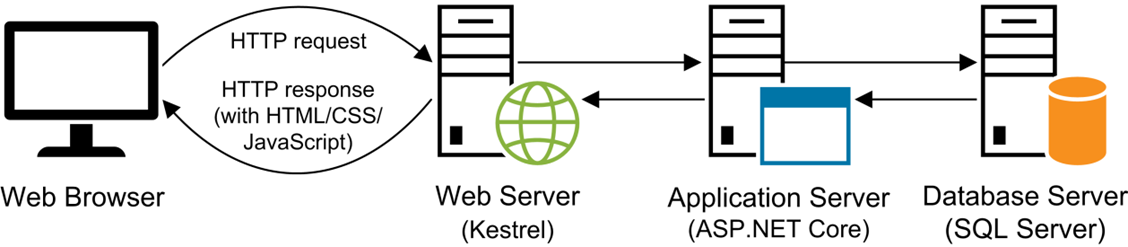 HTTP request
HTTP response
(with HTML/CSS/
JavaScript)
Web Browser
Web Server
(Kestrel)
Application Server
(ASP.NET Core)
Database Server
(SQL Server)